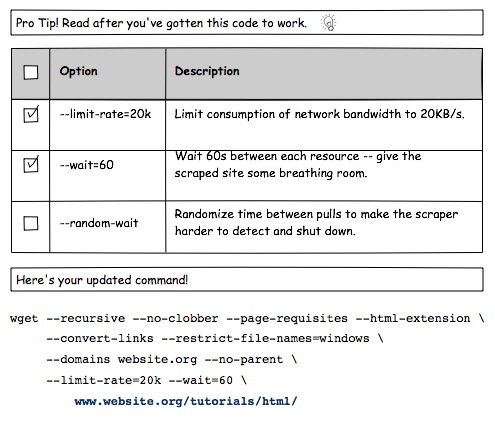 Pro Tip! Read after you've gotten this code to work.
Option Description
--limit-rate=20k Limit consumption of network bandwidth to 20KB/s.
--wait=60 Wait 60s between each resource -- give the
scraped site some breathing room.
--random-wait Randomize time between pulls to make the scraper
harder to detect and shut down.
Here's your updated command!
wget --recursive --no-clobber --page-requisites --html-extension \
--convert-links --restrict-file-names=windows \
--domains website.org --no-parent \
--limit-rate=20k --wait=60 \
www.website.org/tutorials/html/